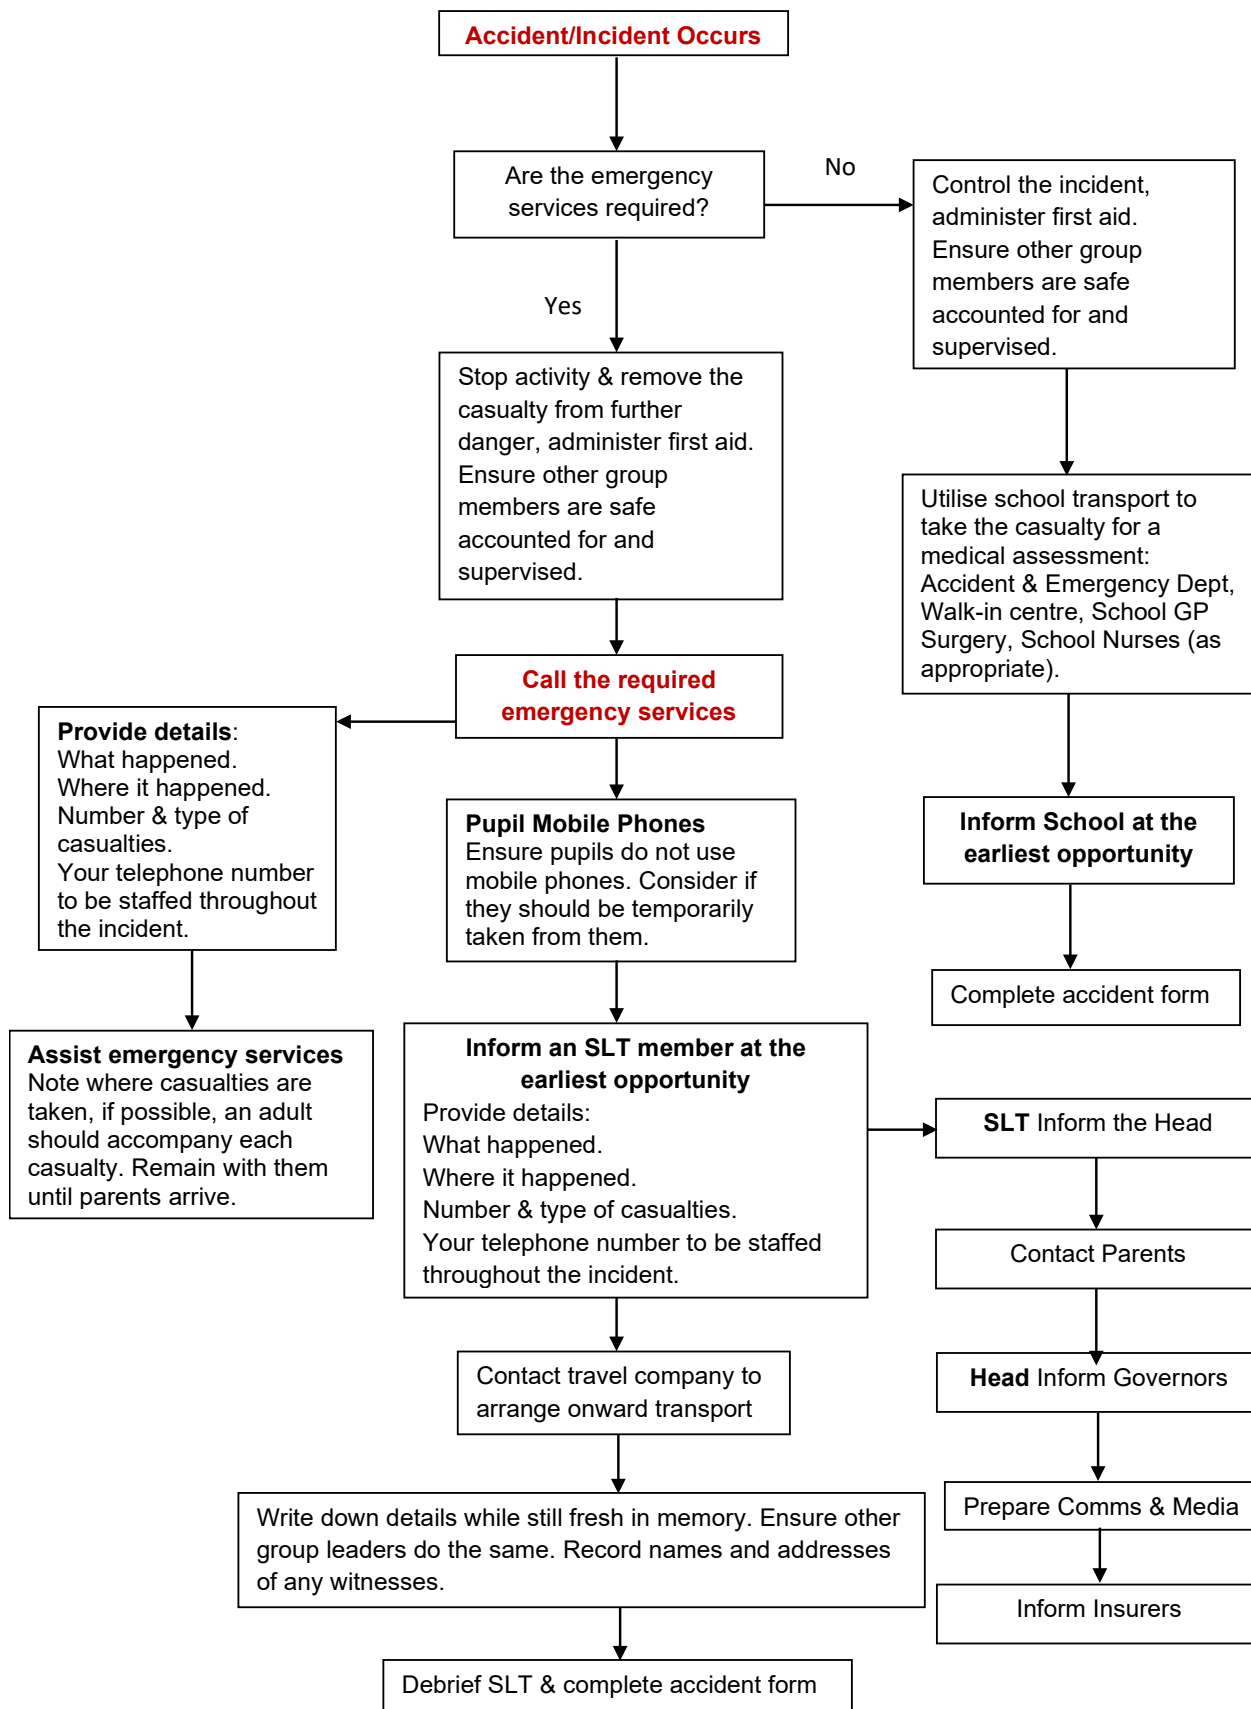 Accident/Incident Occurs
Are the emergency
services required?
No
Control the incident,
administer first aid.
Ensure other group
members are safe
accounted for and
supervised.
Yes
Stop activity & remove the
casualty from further
danger, administer first aid.
Ensure other group
members are safe
accounted for and
supervised.
Utilise school transport to
take the casualty for a
medical assessment:
Accident & Emergency Dept,
Walk-in centre, School GP
Surgery, School Nurses (as
appropriate).
Call the required
emergency services
Provide details:
What happened.
Where it happened.
Number & type of
casualties.
Your telephone number
to be staffed throughout
the incident.
Pupil Mobile Phones
Ensure pupils do not use
mobile phones. Consider if
they should be temporarily
taken from them.
Inform School at the
earliest opportunity
Complete accident form
Assist emergency services
Note where casualties are
taken, if possible, an adult
should accompany each
casualty. Remain with them
until parents arrive.
Inform an SLT member at the
earliest opportunity
Provide details:
What happened.
Where it happened.
Number & type of casualties.
Your telephone number to be staffed
throughout the incident.
SLT Inform the Head
Contact Parents
Head Inform Governors
Prepare Comms & Media
Inform Insurers
Contact travel company to
arrange onward transport
Write down details while still fresh in memory. Ensure other
group leaders do the same. Record names and addresses
of any witnesses.
Debrief SLT & complete accident form